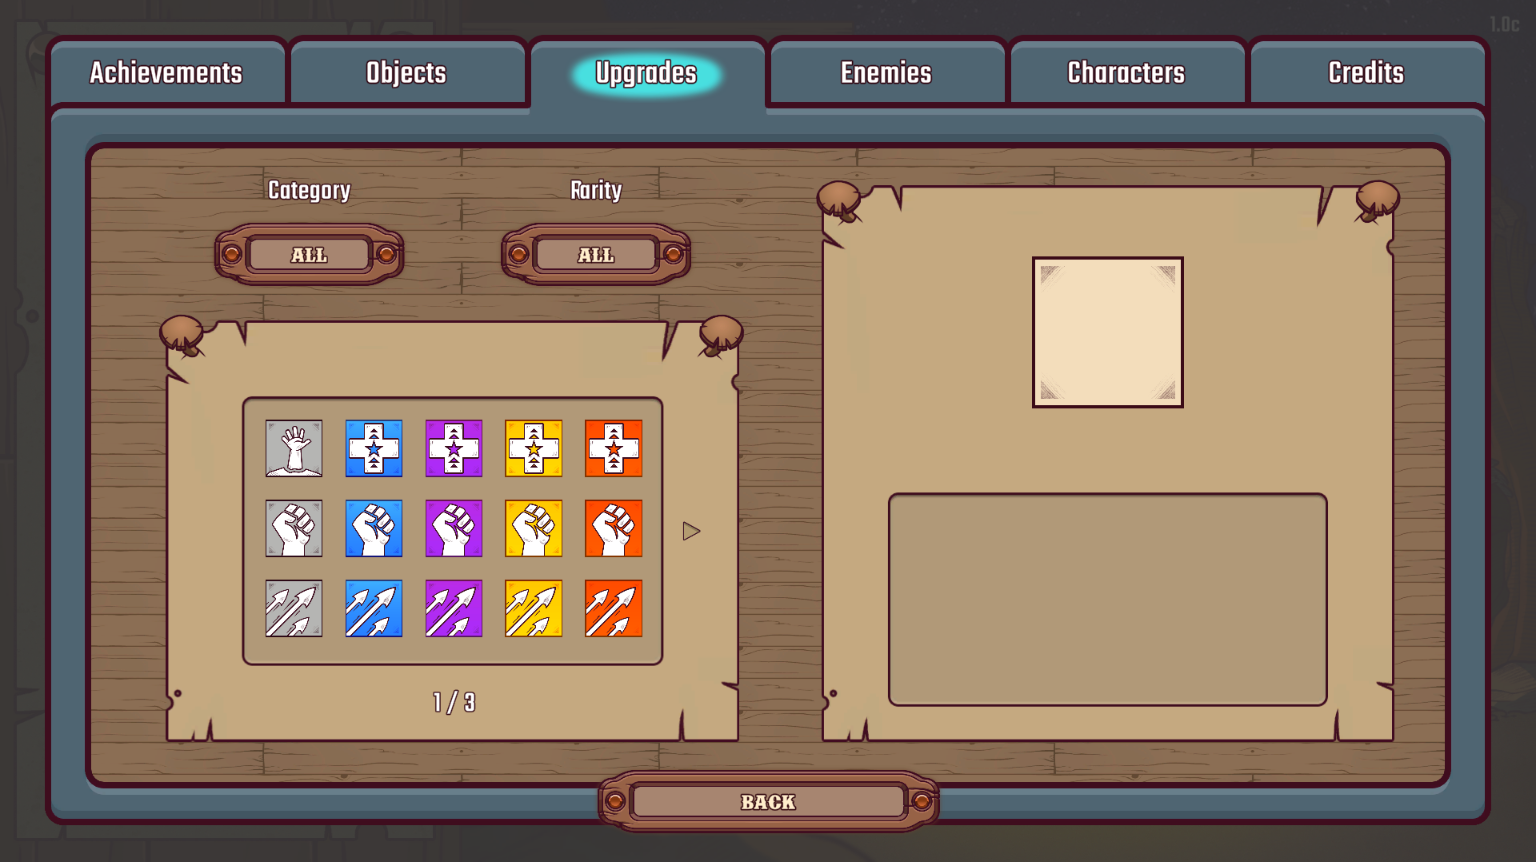 1.0c
Achievements
Objects
Upgrades
Enemies
Characters
Credits
Category
Rarity
ALL
ALL
1 / 3
BACK